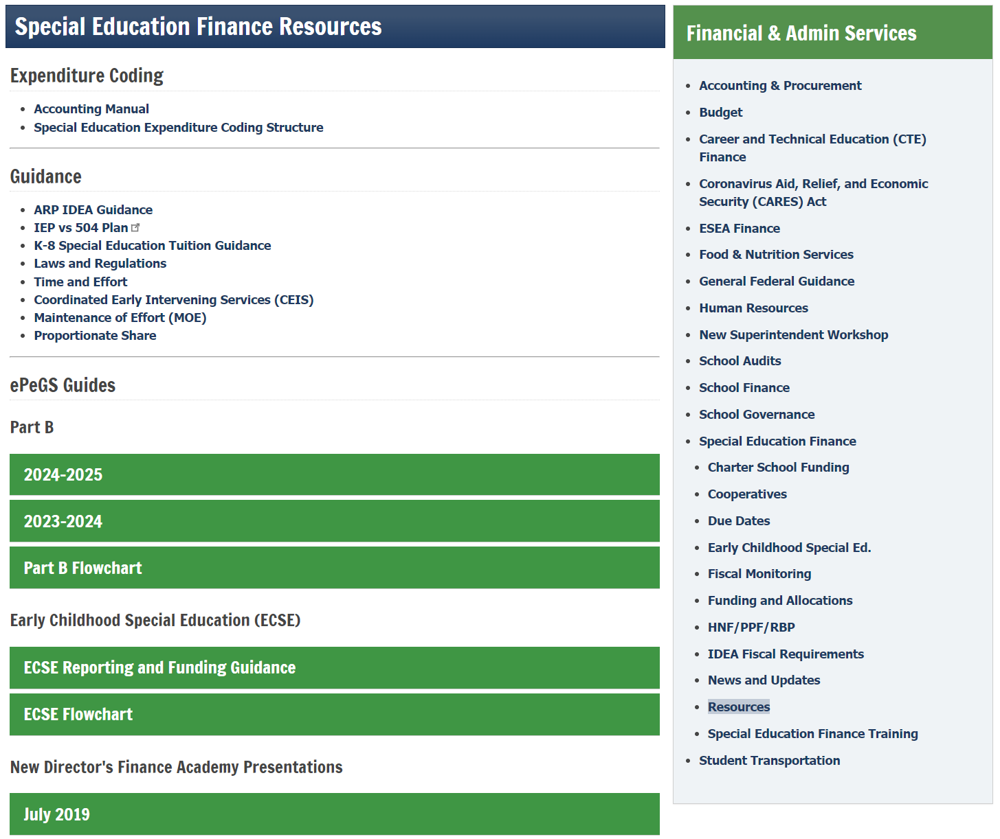 Special Education Finance Resources
Expenditure Coding
Accounting Manual
Special Education Expenditure Coding Structure
Guidance
ARP IDEA Guidance
IEP vs 504 Plan
K-8 Special Education Tuition Guidance
Laws and Regulations
Time and Effort
Coordinated Early Intervening Services (CEIS)
Maintenance of Effort (MOE)
Proportionate Share
ePeGS Guides
Part B
2024-2025
2023-2024
Part B Flowchart
Early Childhood Special Education (ECSE)
ECSE Reporting and Funding Guidance
ECSE Flowchart
New Director's Finance Academy Presentations
July 2019
Financial & Admin Services
Accounting & Procurement
Budget
Career and Technical Education (CTE)
Finance
Coronavirus Aid, Relief, and Economic
Security (CARES) Act
ESEA Finance
Food & Nutrition Services
General Federal Guidance
Human Resources
New Superintendent Workshop
School Audits
School Finance
School Governance
Special Education Finance
Charter School Funding
Cooperatives
Due Dates
Early Childhood Special Ed.
Fiscal Monitoring
Funding and Allocations
HNF/PPF/RBP
IDEA Fiscal Requirements
News and Updates
Resources
Special Education Finance Training
Student Transportation